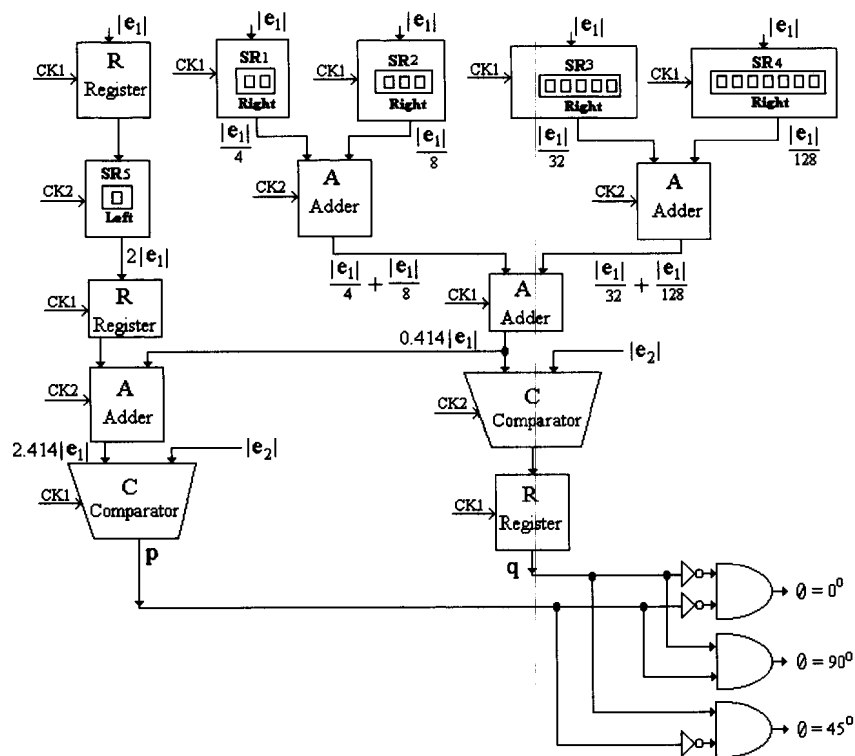 |e₁| |e₁| |e₁| |e₁| |e₁|
CK1 R Register
CK1 SR1 Right
CK1 SR2 Right
CK1 SR3 Right
CK1 SR4 Right
|e₁|/4 |e₁|/8 |e₁|/32 |e₁|/128
CK2 SR5 Left
CK2 A Adder
CK2 A Adder
2|e₁|
|e₁|/4 + |e₁|/8
|e₁|/32 + |e₁|/128
CK1 R Register
CK1 A Adder
0.414|e₁|
|e₂|
CK2 A Adder
CK2 C Comparator
2.414|e₁|
|e₂|
CK1 C Comparator
CK1 R Register
p
q
Ø = 0⁰
Ø = 90⁰
Ø = 45⁰